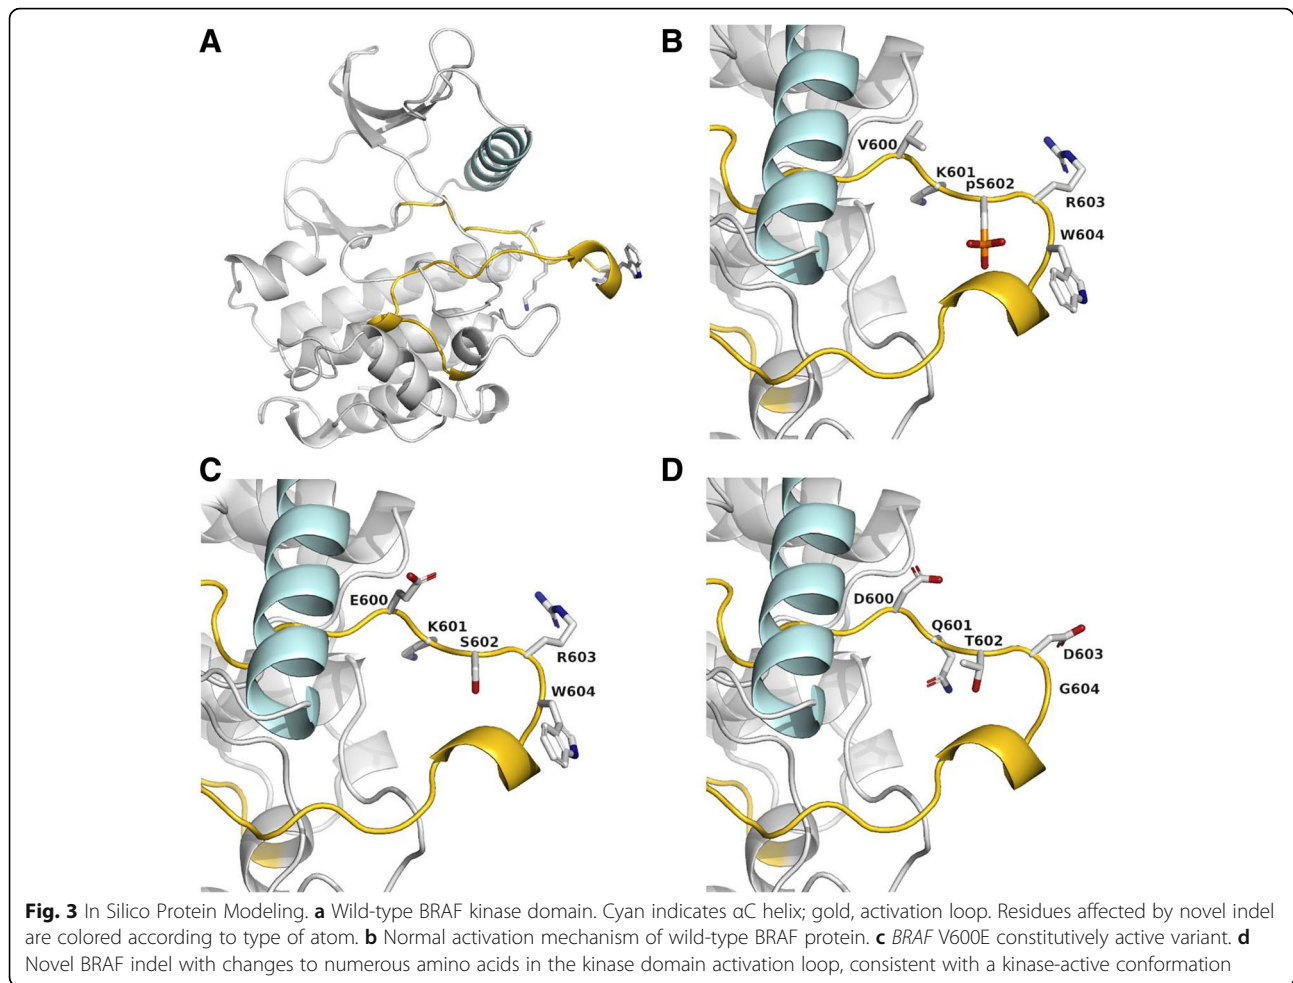 A
B
V600
K601
pS602
R603
W604
C
E600
K601
S602
R603
W604
D
D600
Q601
T602
D603
G604
Fig. 3 In Silico Protein Modeling. a Wild-type BRAF kinase domain. Cyan indicates αC helix; gold, activation loop. Residues affected by novel indel
are colored according to type of atom. b Normal activation mechanism of wild-type BRAF protein. c BRAF V600E constitutively active variant. d
Novel BRAF indel with changes to numerous amino acids in the kinase domain activation loop, consistent with a kinase-active conformation